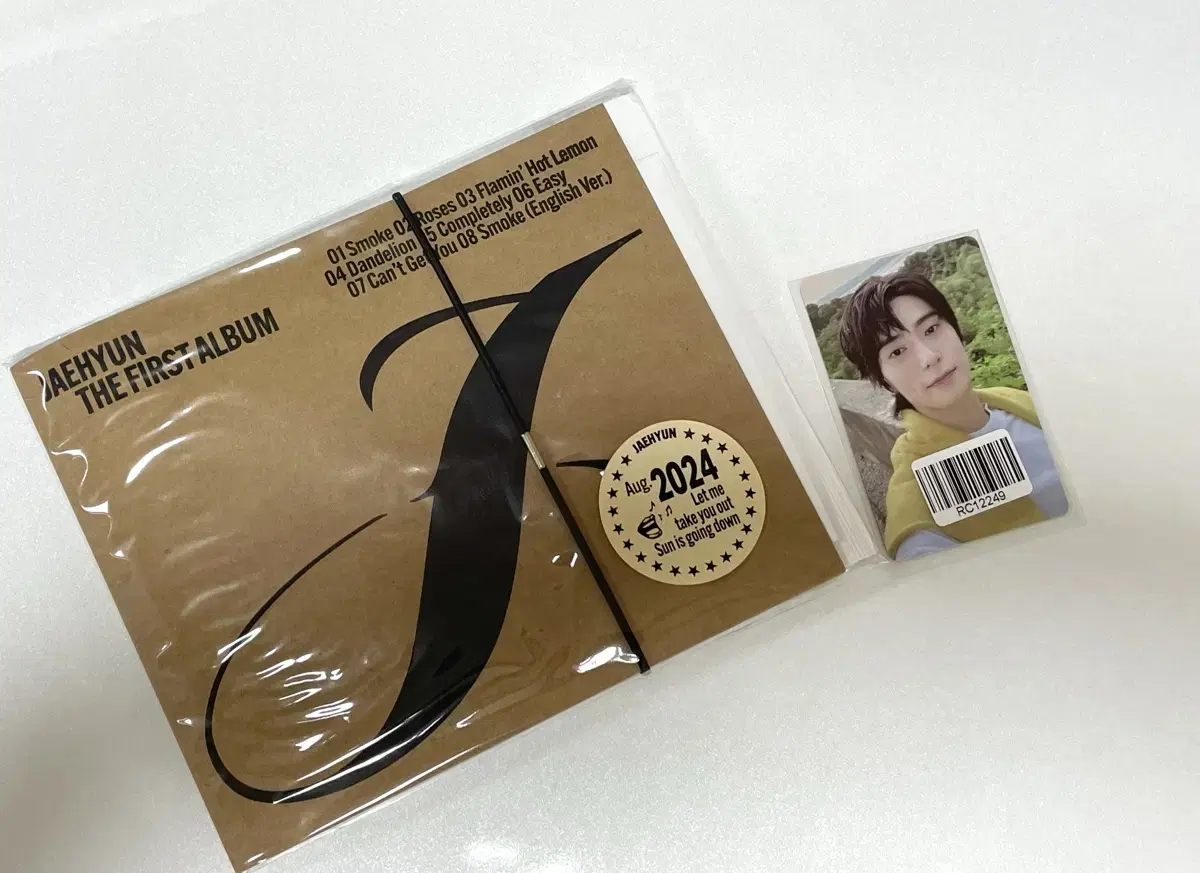 01 Smoke 02 Roses 03 Flamin' Hot Lemon
04 Dandelion 05 Completely 06 Easy
07 Can't Get You 08 Smoke (English Ver.)
JAEHYUN
THE FIRST ALBUM
J
JAEHYUN
Aug. 2024
Let me
take you out
Sun is going down
RC12249